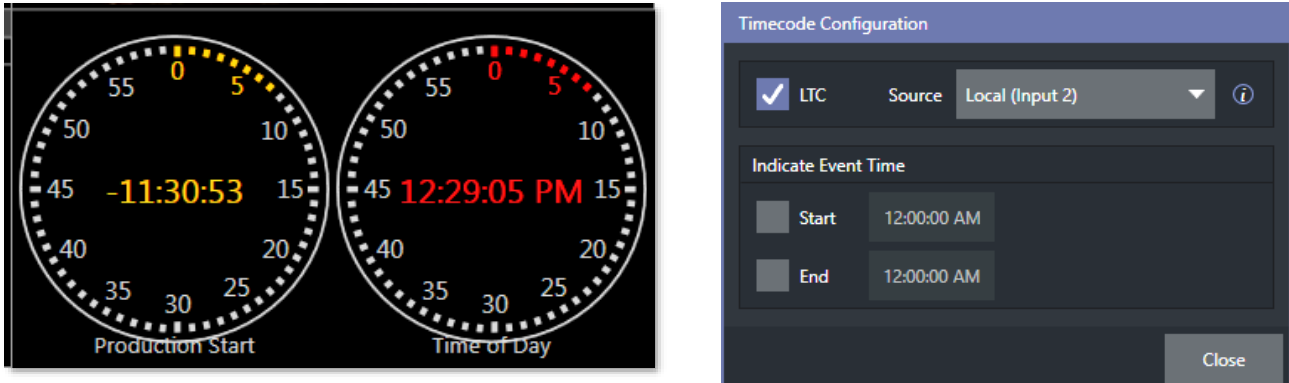 0
5
10
15
20
25
30
35
40
45
50
55
-11:30:53
Production Start
0
5
10
15
20
25
30
35
40
45
50
55
12:29:05 PM
Time of Day
Timecode Configuration
LTC Source Local (Input 2) i
Indicate Event Time
Start 12:00:00 AM
End 12:00:00 AM
Close